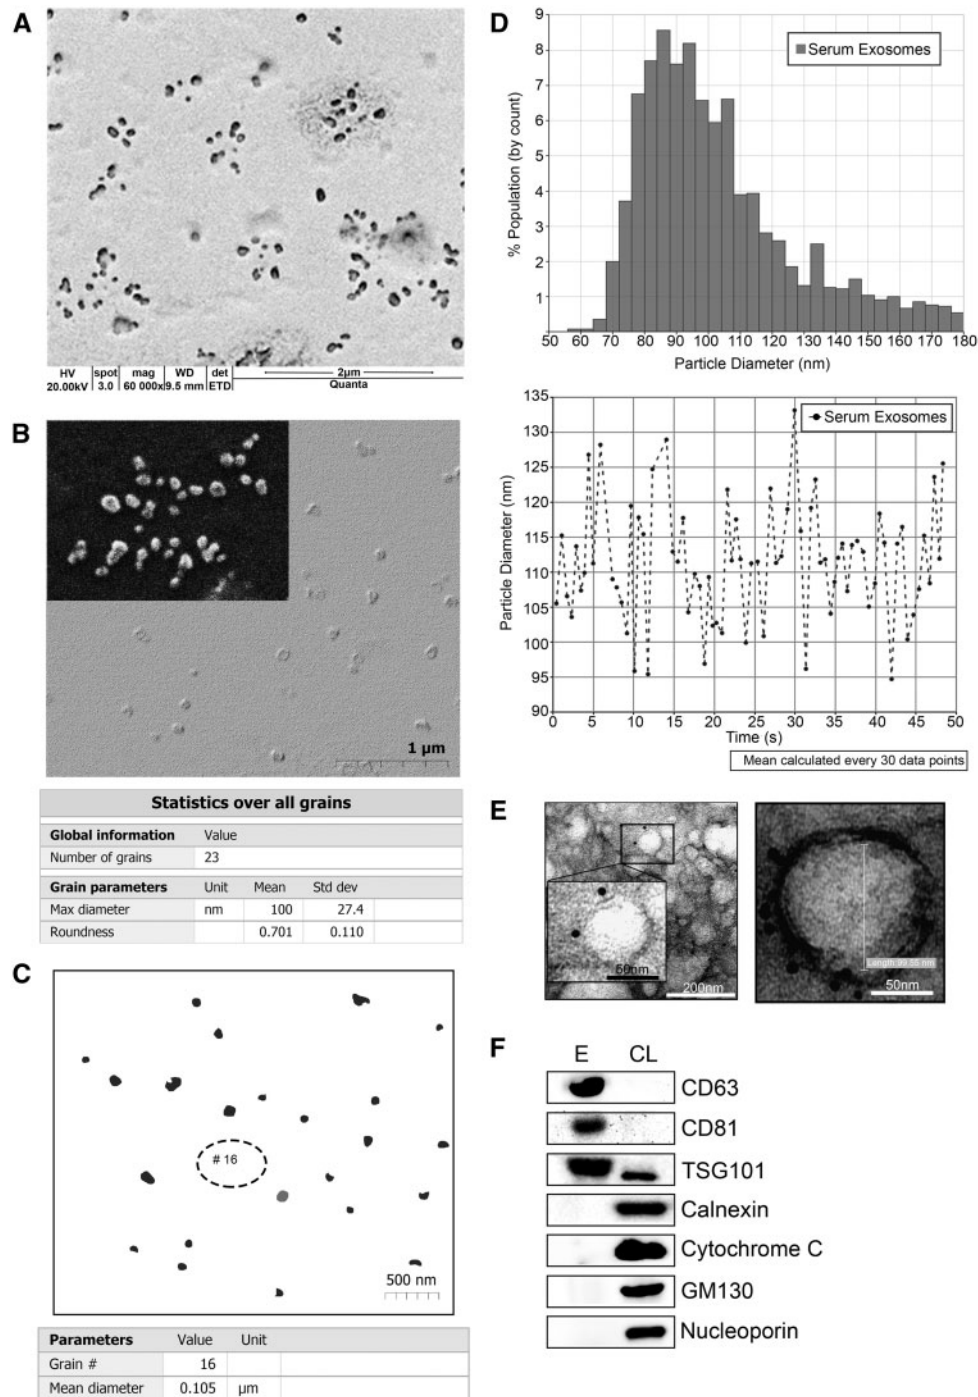 A
HV spot mag WD det 2µm
20.00kV 3.0 60 000x 9.5 mm ETD Quanta
B
1 µm
Statistics over all grains
Global information Value
Number of grains 23
Grain parameters Unit Mean Std dev
Max diameter nm 100 27.4
Roundness 0.701 0.110
C
# 16
500 nm
Parameters Value Unit
Grain # 16
Mean diameter 0.105 µm
D
Serum Exosomes
% Population (by count)
9
8
7
6
5
4
3
2
1
50 60 70 80 90 100 110 120 130 140 150 160 170 180
Particle Diameter (nm)
Serum Exosomes
Particle Diameter (nm)
135
130
125
120
115
110
105
100
95
90
0 5 10 15 20 25 30 35 40 45 50
Time (s)
Mean calculated every 30 data points
E
50nm
200nm
Length:99.55 nm
50nm
F
E CL
CD63
CD81
TSG101
Calnexin
Cytochrome C
GM130
Nucleoporin